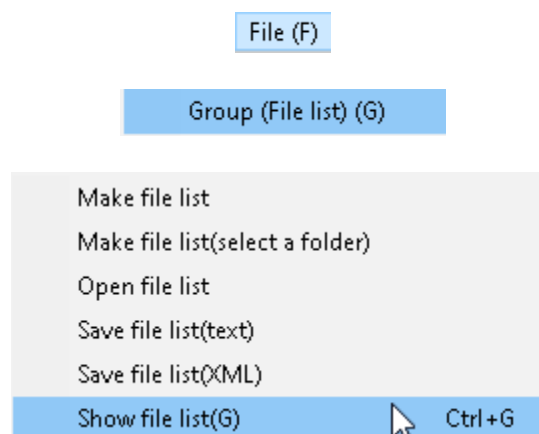 File (F)
Group (File list) (G)
Make file list
Make file list(select a folder)
Open file list
Save file list(text)
Save file list(XML)
Show file list(G) Ctrl+G